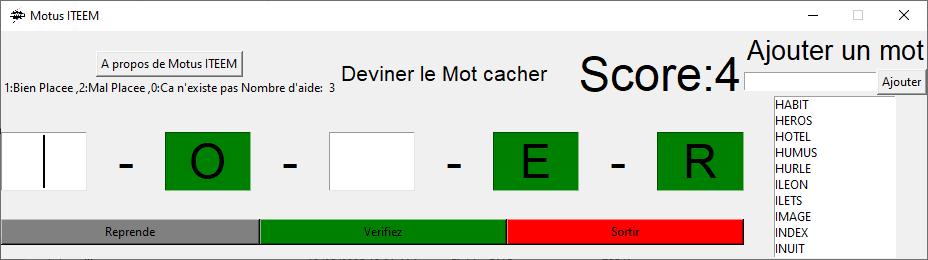 Motus ITEEM
A propos de Motus ITEEM
1:Bien Placee ,2:Mal Placee ,0:Ca n'existe pas Nombre d'aide: 3
Deviner le Mot cacher
Score:4
Ajouter un mot
Ajouter
- O - - E - R
Reprende
Verifiez
Sortir
HABIT
HEROS
HOTEL
HUMUS
HURLE
ILEON
ILETS
IMAGE
INDEX
INUIT